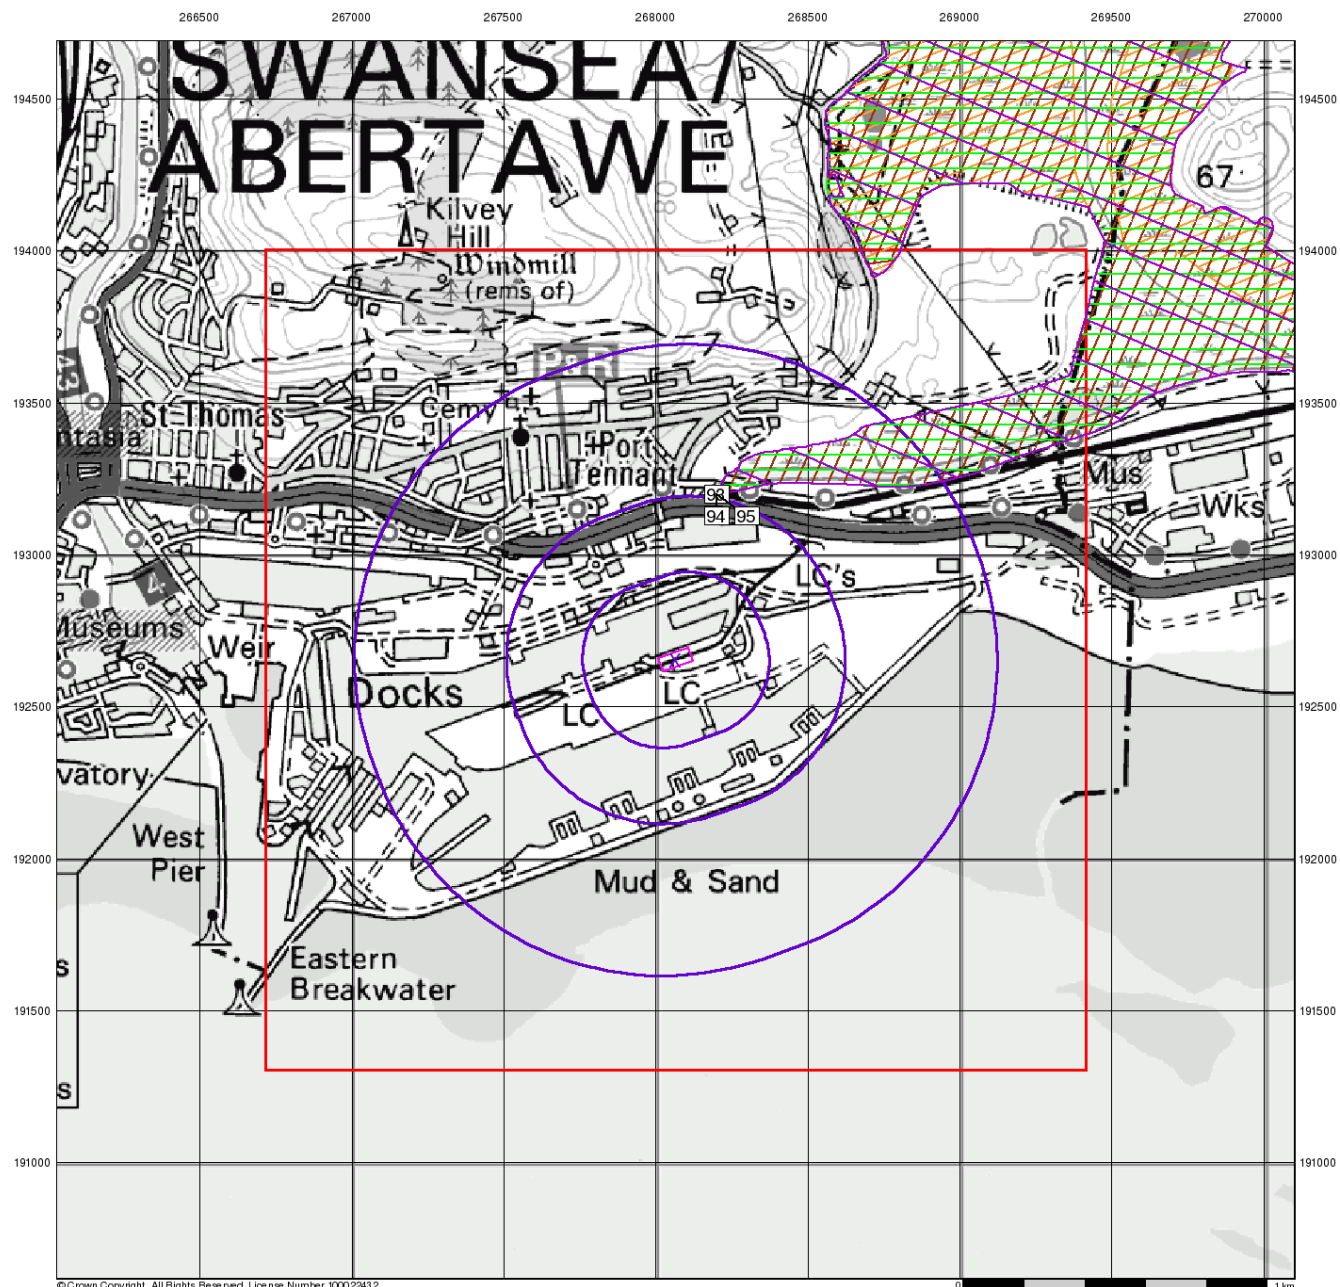 266500 267000 267500 268000 268500 269000 269500 270000
SWANSEA/
194500 194500
ABERTAWE
67
Kilvey
Hill
194000 194000
Windmill
(rems of)
P & R
43
193500 193500
St Thomas
Cemy
ntasia
Port
Tennant
Mus
93
94 95
Wks
193000 193000
LC's
4
Museums
Weir
Docks
LC
LC
192500 192500
vatory
West
Pier
192000 192000
Mud & Sand
Eastern
Breakwater
s
191500 191500
s
191000 191000
© Crown Copyright. All Rights Reserved. License Number 100022432
0 1 km